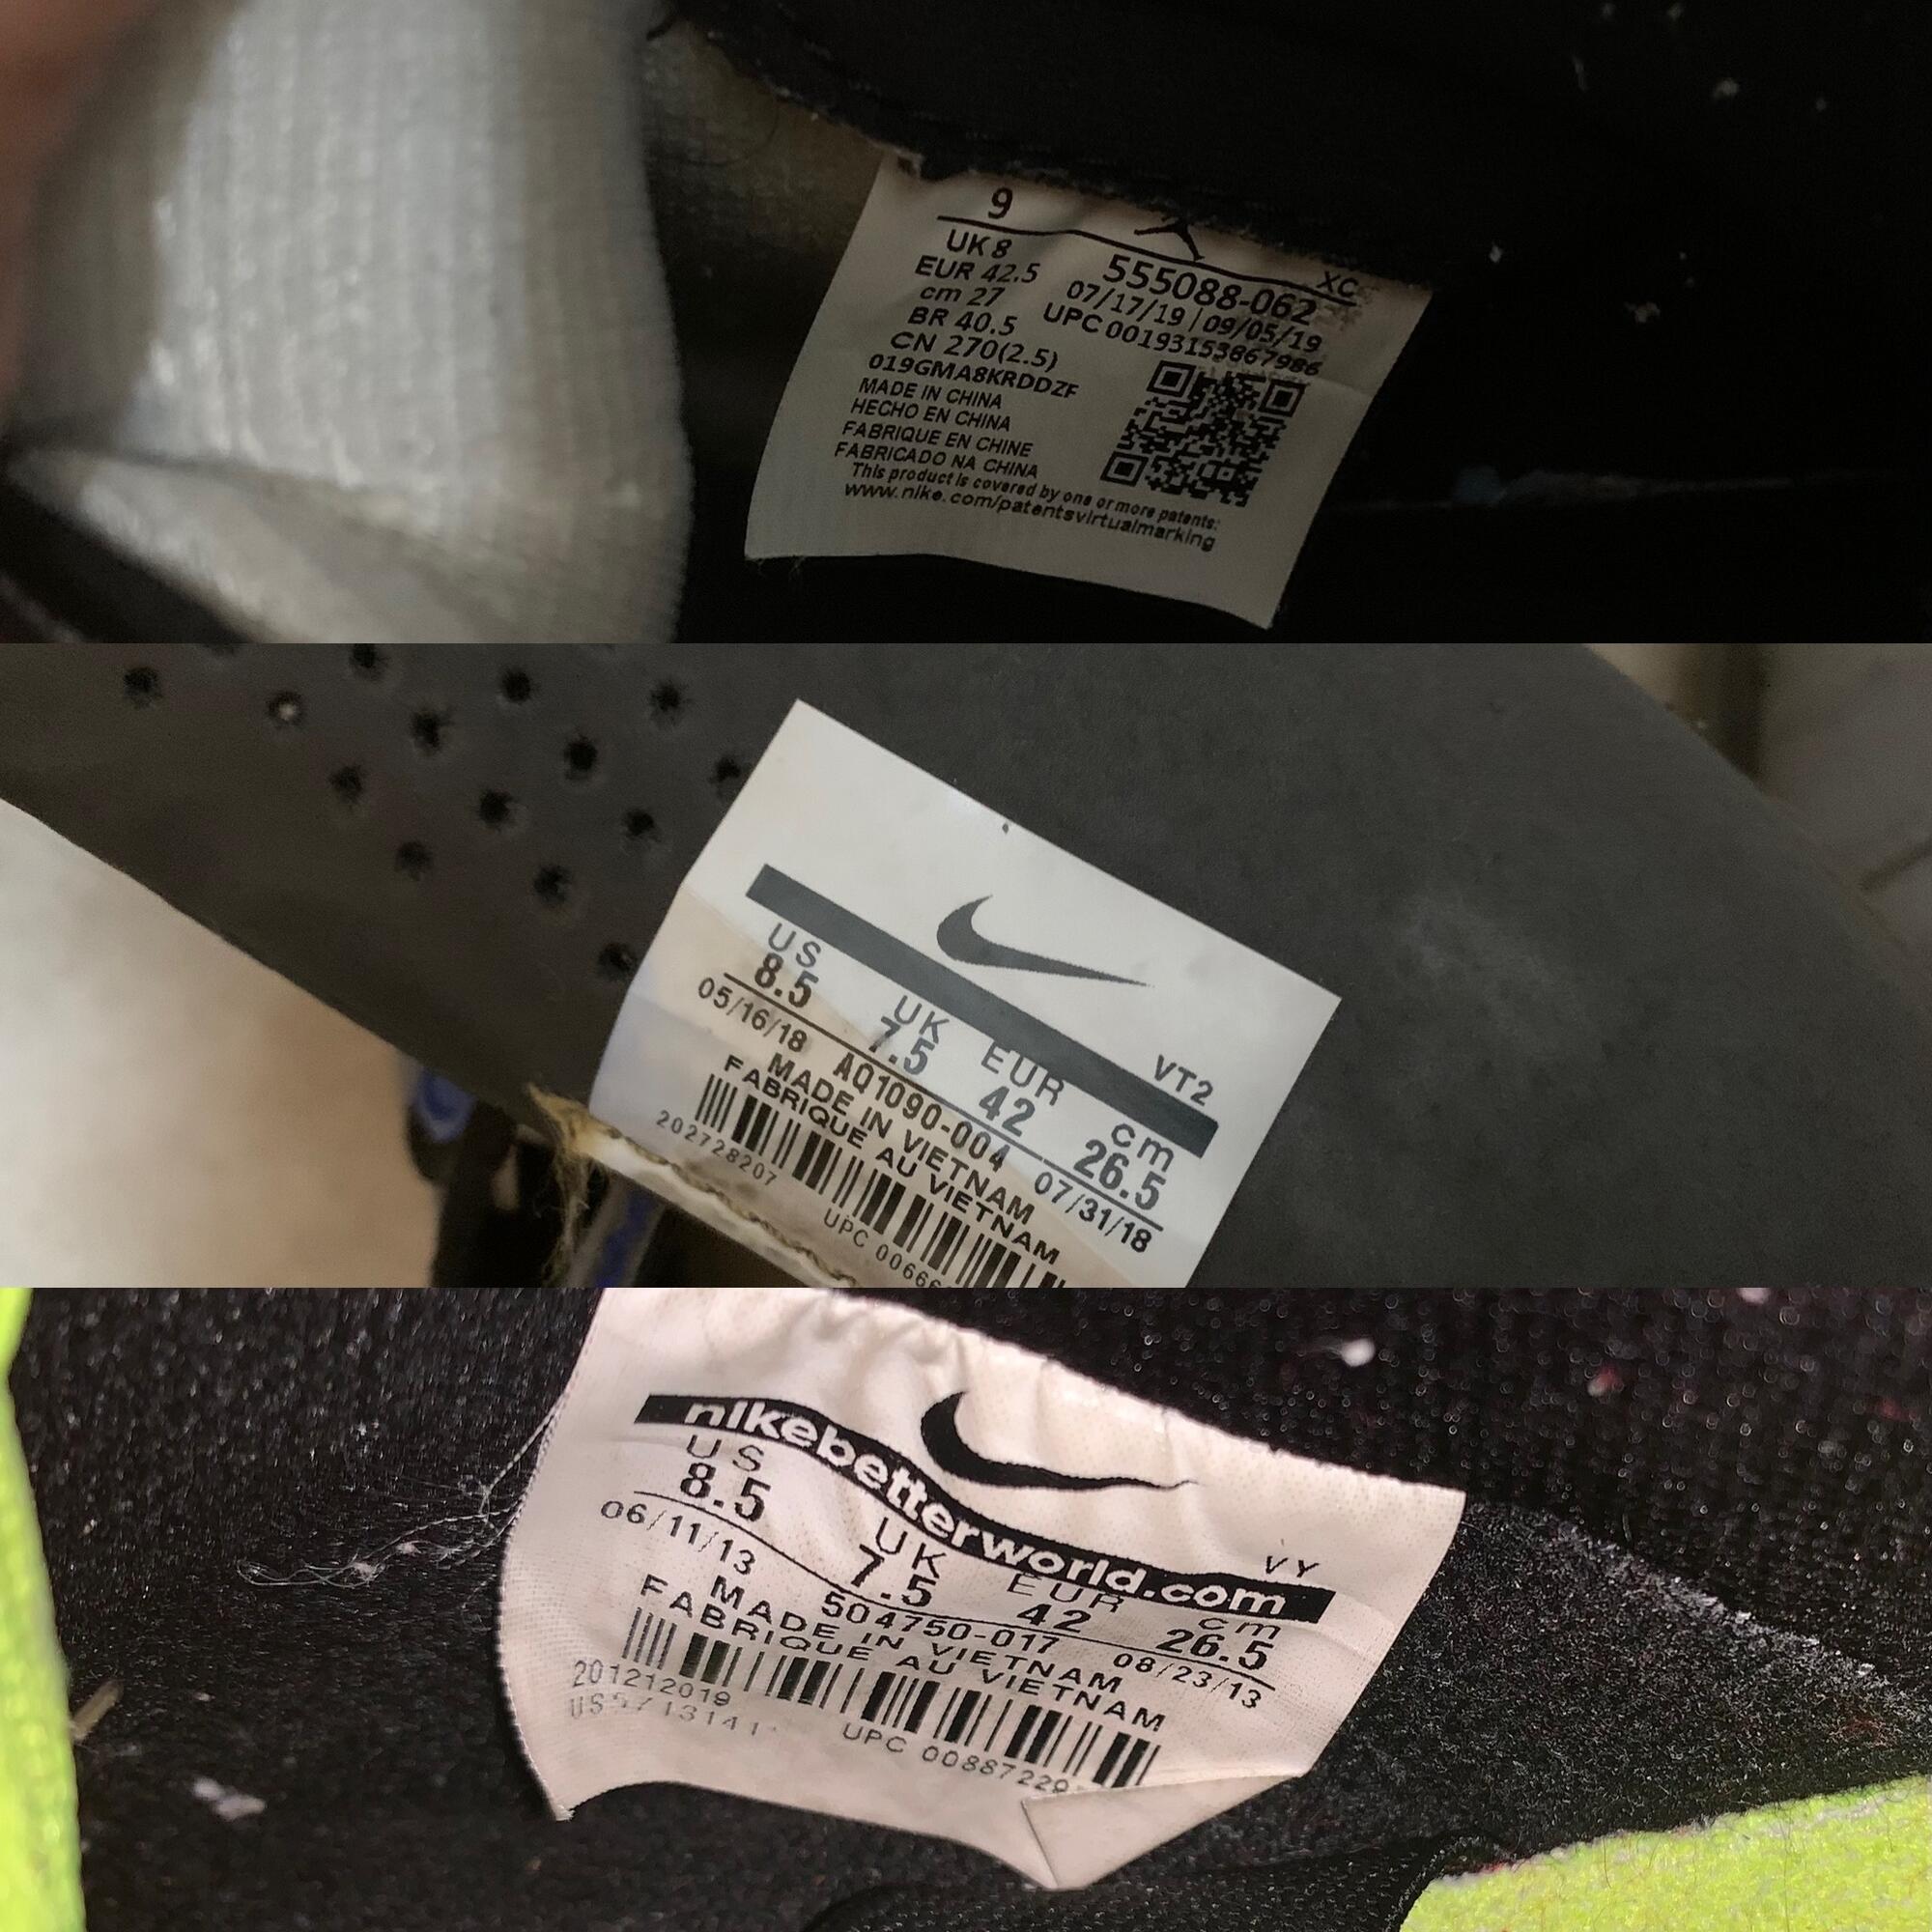 9
XC
UK 8
555088-062
EUR 42.5
07/17/19 | 09/05/19
cm 27
UPC 00193153867986
BR 40.5
CN 270(2.5)
019GMA8KRDDZF
MADE IN CHINA
HECHO EN CHINA
FABRIQUE EN CHINE
FABRICADO NA CHINA
This product is covered by one or more patents:
www.nike.com/patentsvirtualmarking
VT2
US UK EUR cm
8.5 7.5 42 26.5
05/16/18 AQ1090-004 07/31/18
MADE IN VIETNAM
FABRIQUE AU VIETNAM
202728207
UPC 00666
nikebetterworld.com
VY
US UK EUR cm
8.5 7.5 42 26.5
06/11/13 504750-017 08/23/13
MADE IN VIETNAM
FABRIQUE AU VIETNAM
201212019
UPC 00887229